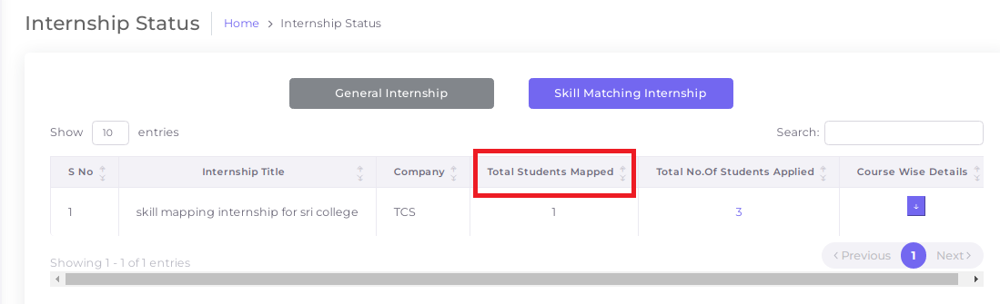 Internship Status Home > Internship Status
General Internship Skill Matching Internship
Show 10 entries Search:
S No Internship Title Company Total Students Mapped Total No.Of Students Applied Course Wise Details
1 skill mapping internship for sri college TCS 1 3 ↓
Showing 1 - 1 of 1 entries
‹ Previous 1 Next ›